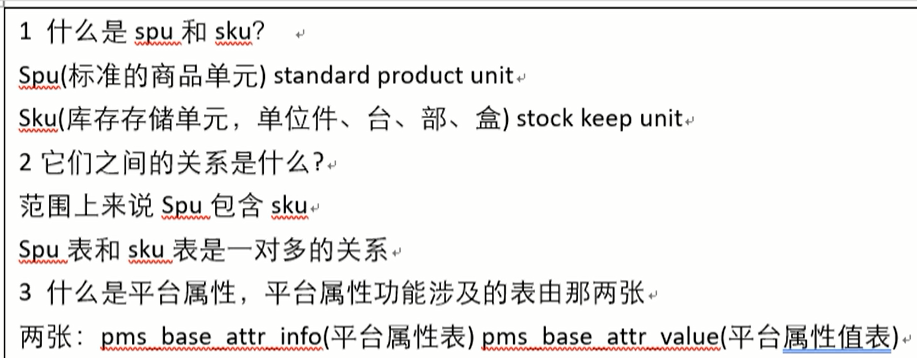 1 什么是 spu 和 sku?
Spu(标准的商品单元) standard product unit
Sku(库存存储单元，单位件、台、部、盒) stock keep unit
2 它们之间的关系是什么?
范围上来说 Spu 包含 sku
Spu 表和 sku 表是一对多的关系
3 什么是平台属性，平台属性功能涉及的表由那两张
两张：pms_base_attr_info(平台属性表) pms_base_attr_value(平台属性值表)